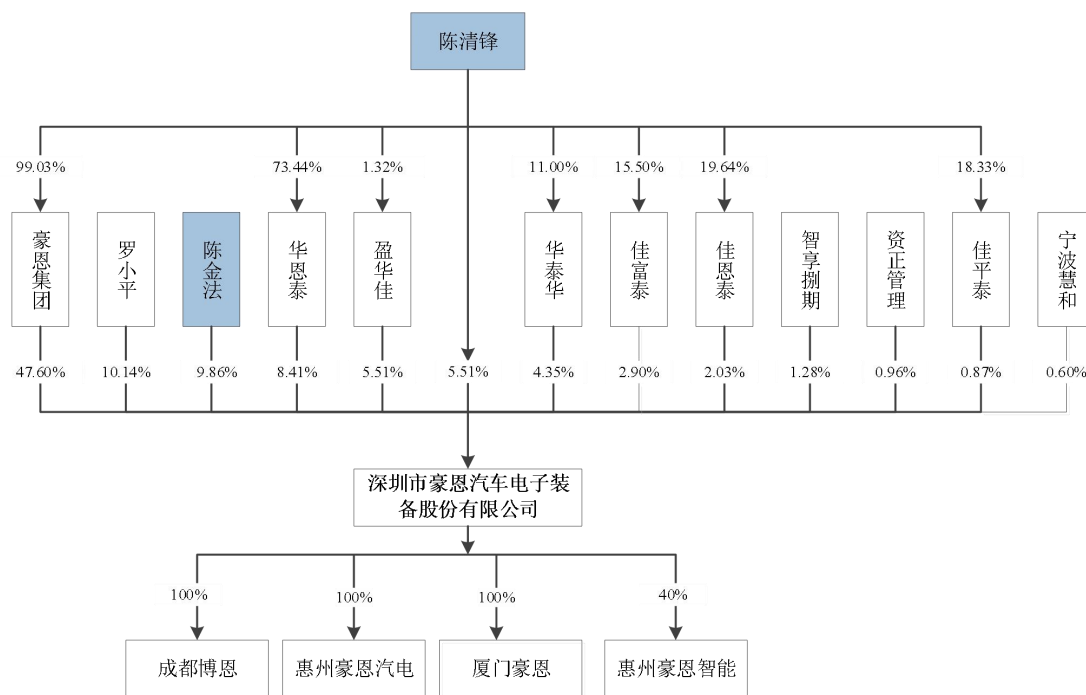 陈清锋
99.03%
73.44%
1.32%
11.00%
15.50%
19.64%
18.33%
豪恩集团
罗小平
陈金法
华恩泰
盈华佳
华泰华
佳富泰
佳恩泰
智享捌期
资正管理
佳平泰
宁波慧和
47.60%
10.14%
9.86%
8.41%
5.51%
5.51%
4.35%
2.90%
2.03%
1.28%
0.96%
0.87%
0.60%
深圳市豪恩汽车电子装
备股份有限公司
100%
100%
100%
40%
成都博恩
惠州豪恩汽电
厦门豪恩
惠州豪恩智能